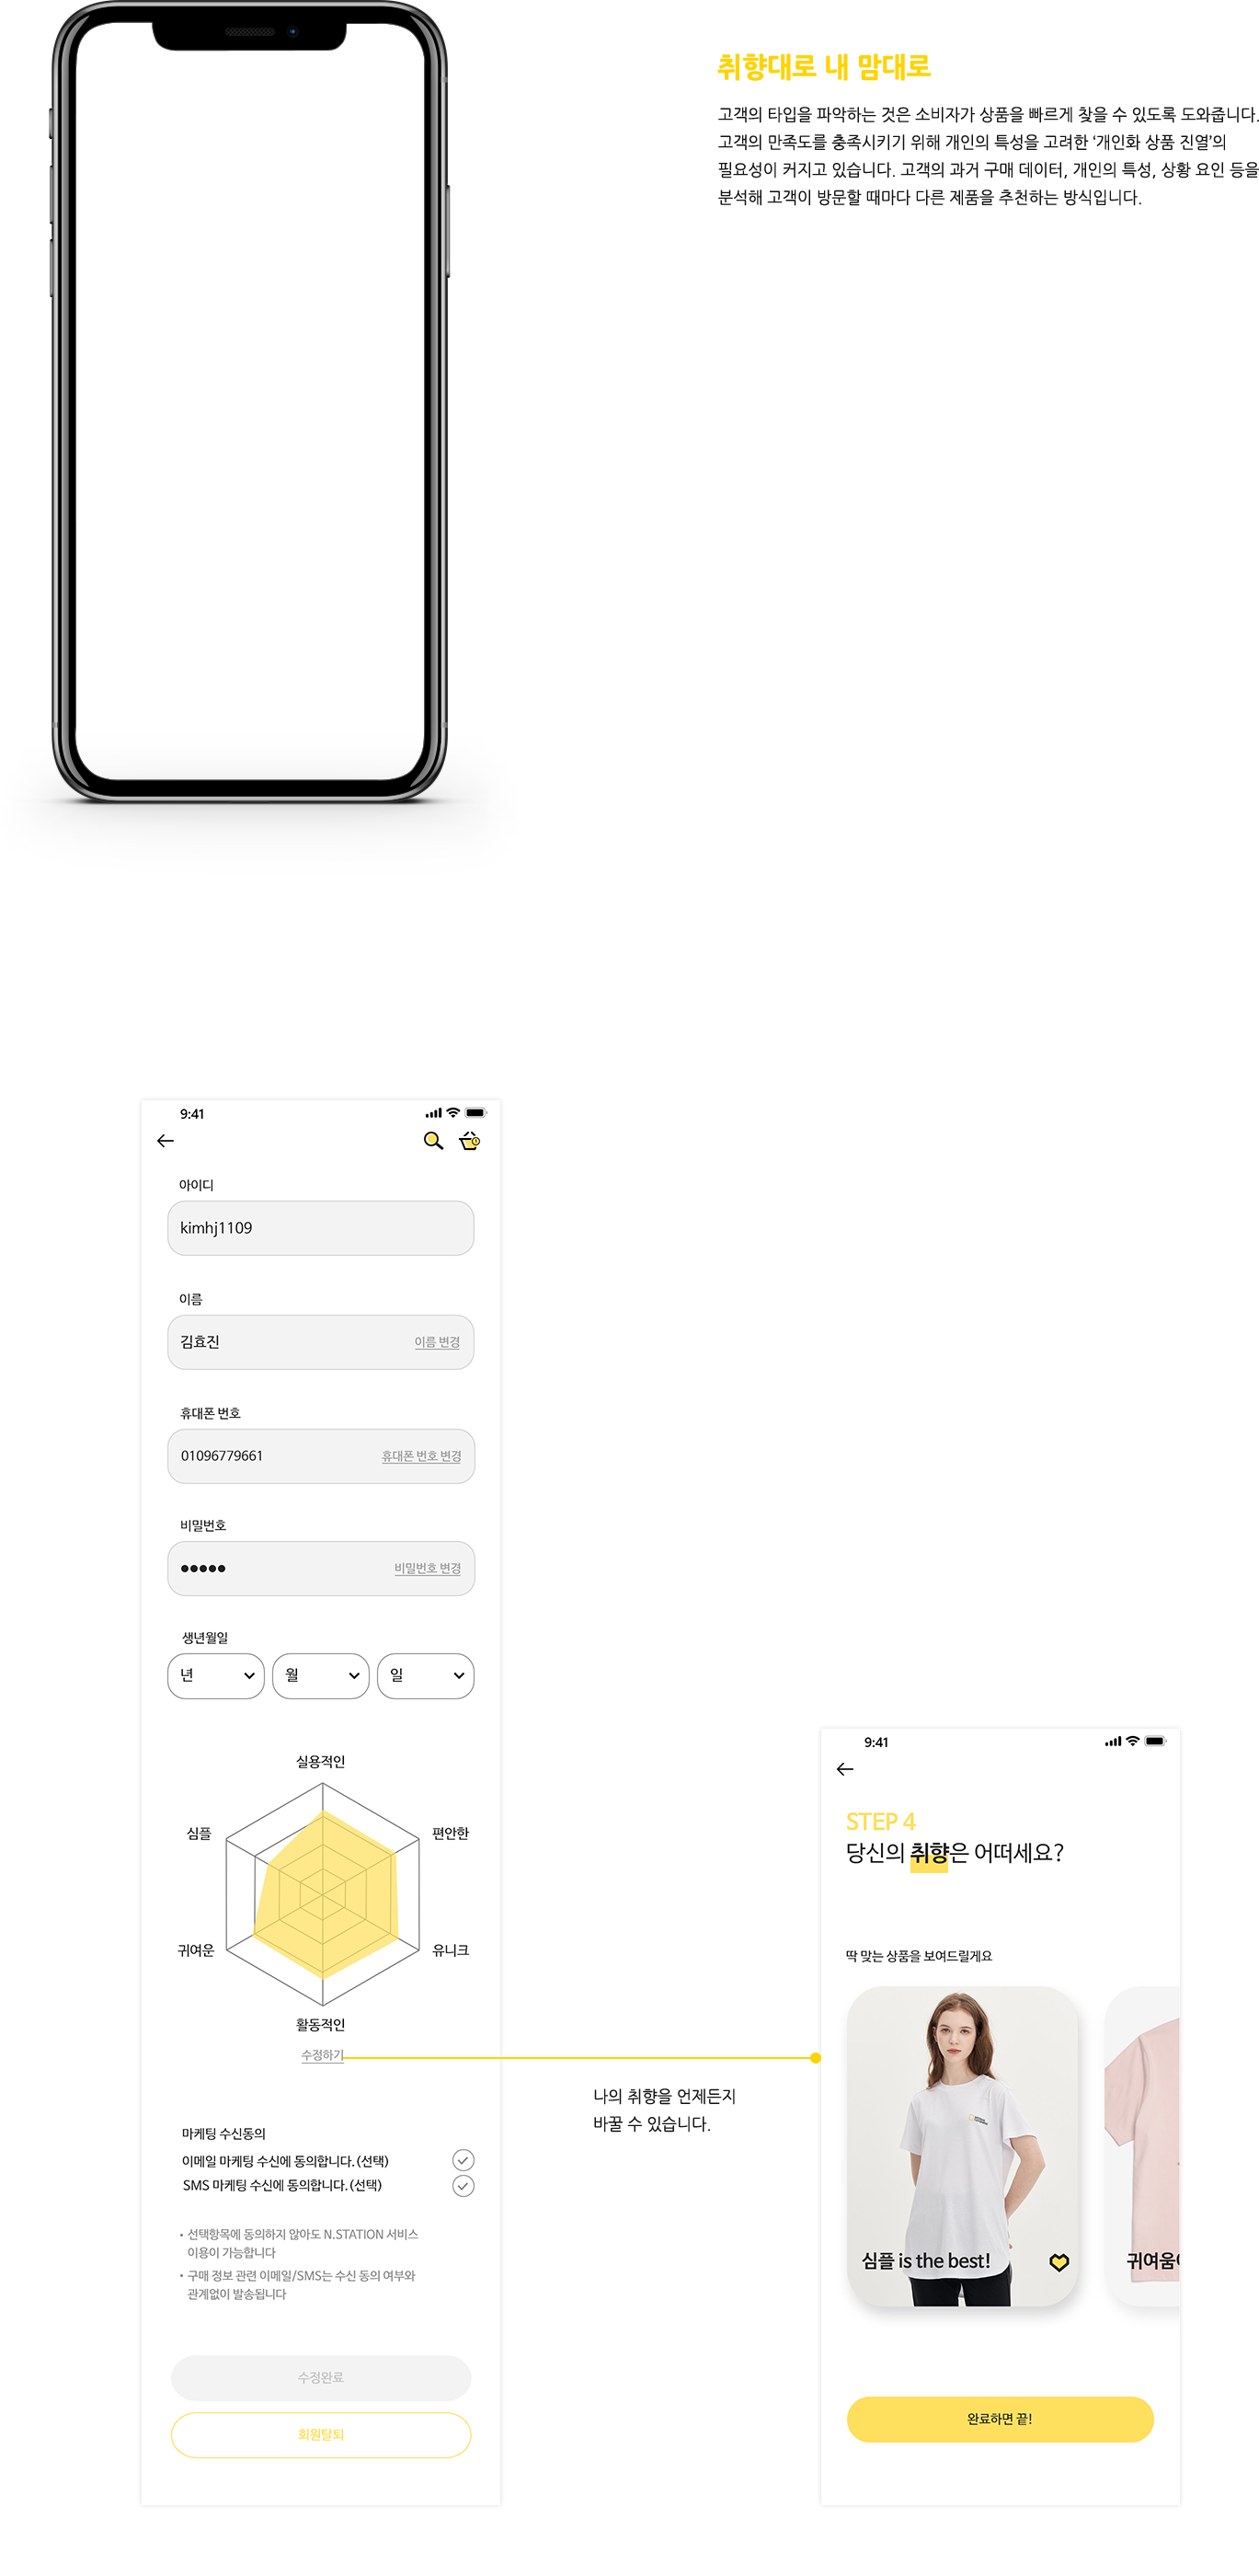 취향대로 내 맘대로
고객의 타입을 파악하는 것은 소비자가 상품을 빠르게 찾을 수 있도록 도와줍니다.
고객의 만족도를 충족시키기 위해 개인의 특성을 고려한 ‘개인화 상품 진열’의
필요성이 커지고 있습니다. 고객의 과거 구매 데이터, 개인의 특성, 상황 요인 등을
분석해 고객이 방문할 때마다 다른 제품을 추천하는 방식입니다.
9:41
아이디
kimhj1109
이름
김효진 이름 변경
휴대폰 번호
01096779661 휴대폰 번호 변경
비밀번호
●●●●● 비밀번호 변경
생년월일
년 월 일
실용적인
심플 편안한
귀여운 유니크
활동적인
수정하기
나의 취향을 언제든지
바꿀 수 있습니다.
마케팅 수신동의
이메일 마케팅 수신에 동의합니다.(선택)
SMS 마케팅 수신에 동의합니다.(선택)
• 선택항목에 동의하지 않아도 N.STATION 서비스
이용이 가능합니다
• 구매 정보 관련 이메일/SMS는 수신 동의 여부와
관계없이 발송됩니다
수정완료
회원탈퇴
9:41
STEP 4
당신의 취향은 어떠세요?
딱 맞는 상품을 보여드릴게요
심플 is the best!
귀여움
완료하면 끝!